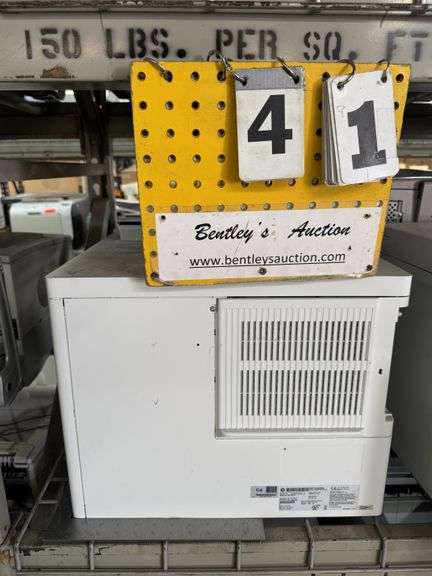 150 LBS. PER SQ. FT
4 1
Bentley's Auction
www.bentleysauction.com